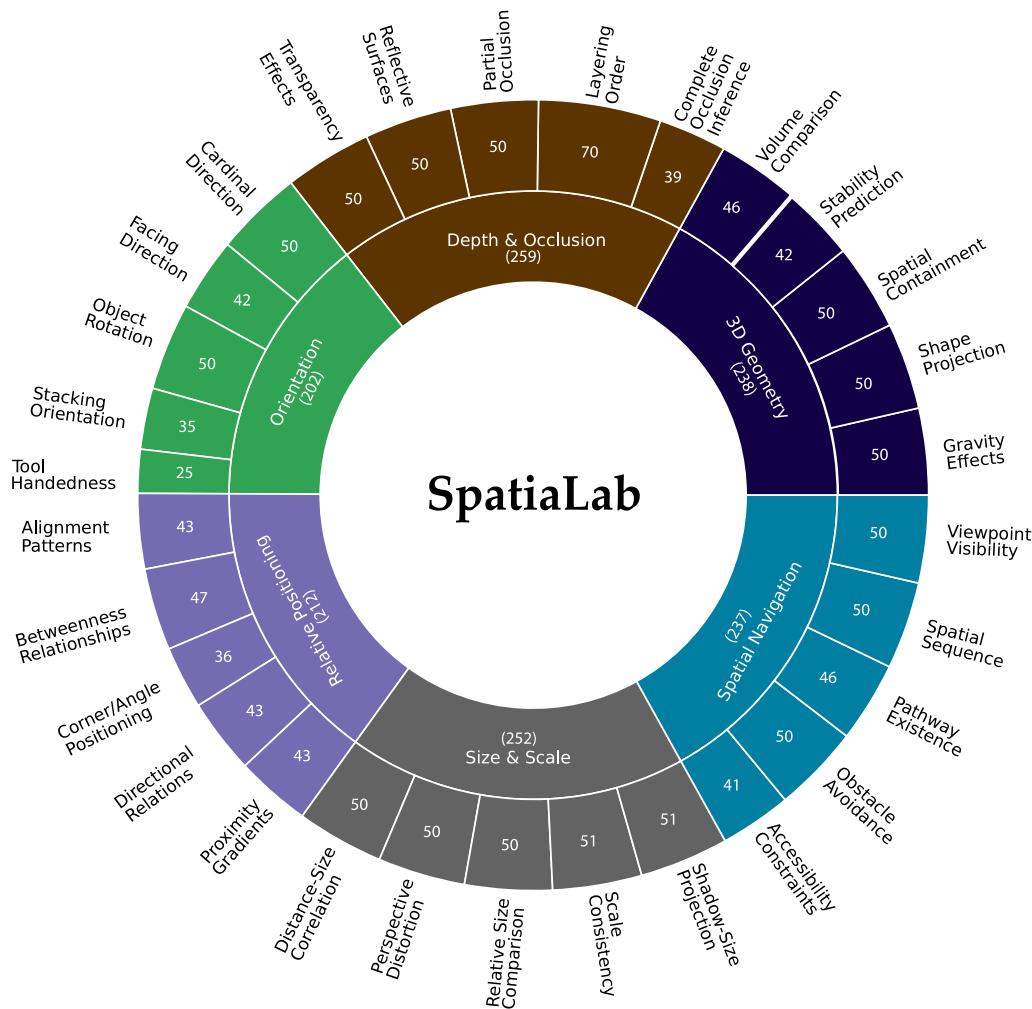 SpatiaLab
Depth & Occlusion
(259)
Transparency
Effects
50
Reflective
Surfaces
50
Partial
Occlusion
50
Layering
Order
70
Complete
Occlusion
Inference
39
3D Geometry
(238)
Volume
Comparison
46
Stability
Prediction
42
Spatial
Containment
50
Shape
Projection
50
Gravity
Effects
50
Spatial Navigation
(237)
Viewpoint
Visibility
50
Spatial
Sequence
50
Pathway
Existence
46
Obstacle
Avoidance
50
Accessibility
Constraints
41
(252)
Size & Scale
Shadow-Size
Projection
51
Scale
Consistency
51
Relative Size
Comparison
50
Perspective
Distortion
50
Distance-Size
Correlation
50
Relative Positioning
(212)
Proximity
Gradients
43
Directional
Relations
43
Corner/Angle
Positioning
36
Betweenness
Relationships
47
Alignment
Patterns
43
Orientation
(202)
Tool
Handedness
25
Stacking
Orientation
35
Object
Rotation
50
Facing
Direction
42
Cardinal
Direction
50